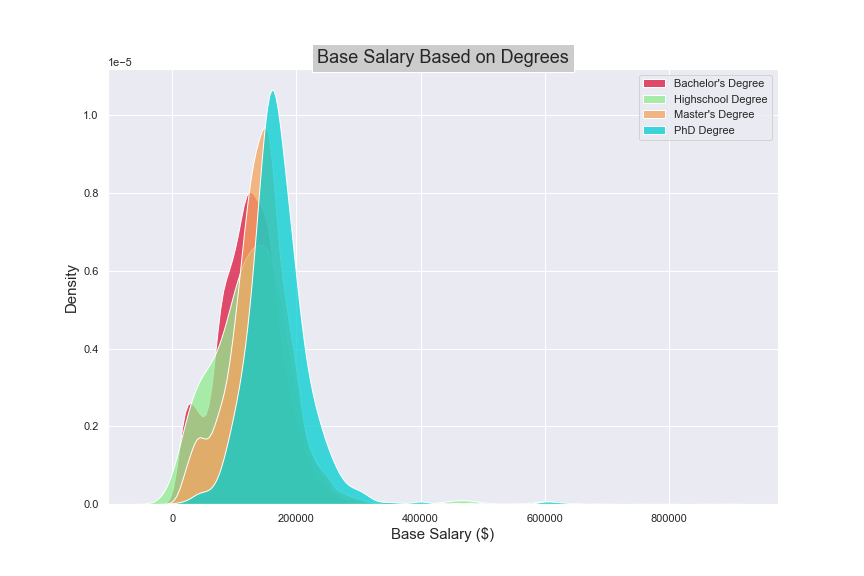 Base Salary Based on Degrees
1e−5
Bachelor's Degree
Highschool Degree
Master's Degree
PhD Degree
1.0
0.8
0.6
0.4
0.2
0.0
Density
0 200000 400000 600000 800000
Base Salary ($)